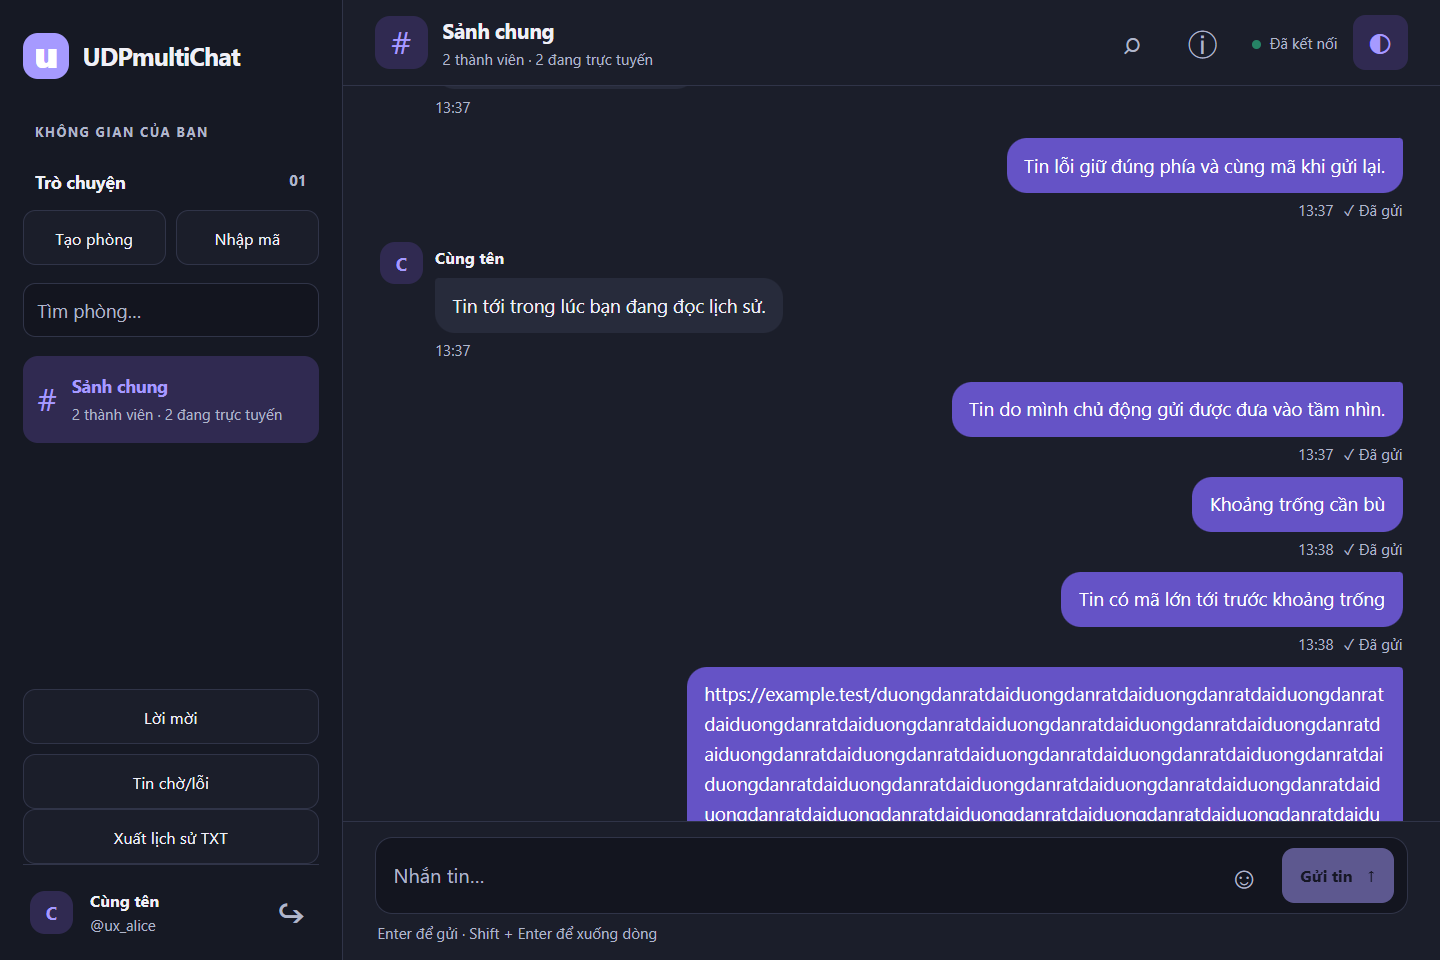 u UDPmultiChat
KHÔNG GIAN CỦA BẠN
Trò chuyện 01
Tạo phòng Nhập mã
Tìm phòng...
# Sảnh chung
2 thành viên · 2 đang trực tuyến
Lời mời
Tin chờ/lỗi
Xuất lịch sử TXT
C Cùng tên
@ux_alice
# Sảnh chung
2 thành viên · 2 đang trực tuyến
Đã kết nối
13:37
Tin lỗi giữ đúng phía và cùng mã khi gửi lại.
13:37 ✓ Đã gửi
C Cùng tên
Tin tới trong lúc bạn đang đọc lịch sử.
13:37
Tin do mình chủ động gửi được đưa vào tầm nhìn.
13:37 ✓ Đã gửi
Khoảng trống cần bù
13:38 ✓ Đã gửi
Tin có mã lớn tới trước khoảng trống
13:38 ✓ Đã gửi
https://example.test/duongdanratdaiduongdanratdaiduongdanratdaiduongdanrat
daiduongdanratdaiduongdanratdaiduongdanratdaiduongdanratdaiduongdanratd
aiduongdanratdaiduongdanratdaiduongdanratdaiduongdanratdaiduongdanratdai
duongdanratdaiduongdanratdaiduongdanratdaiduongdanratdaiduongdanratdaid
uongdanratdaiduongdanratdaiduongdanratdaiduongdanratdaiduongdanratdaidu
Nhắn tin...
Gửi tin ↑
Enter để gửi · Shift + Enter để xuống dòng